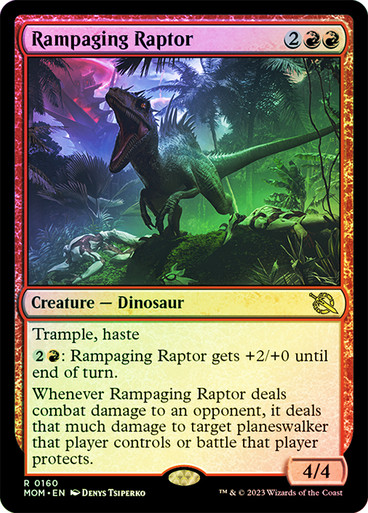 Rampaging Raptor 2
Creature — Dinosaur
Trample, haste
2: Rampaging Raptor gets +2/+0 until
end of turn.
Whenever Rampaging Raptor deals
combat damage to an opponent, it deals
that much damage to target planeswalker
that player controls or battle that player
protects.
4/4
R 0160
MOM • EN Denys Tsiperko ™ & © 2023 Wizards of the Coast